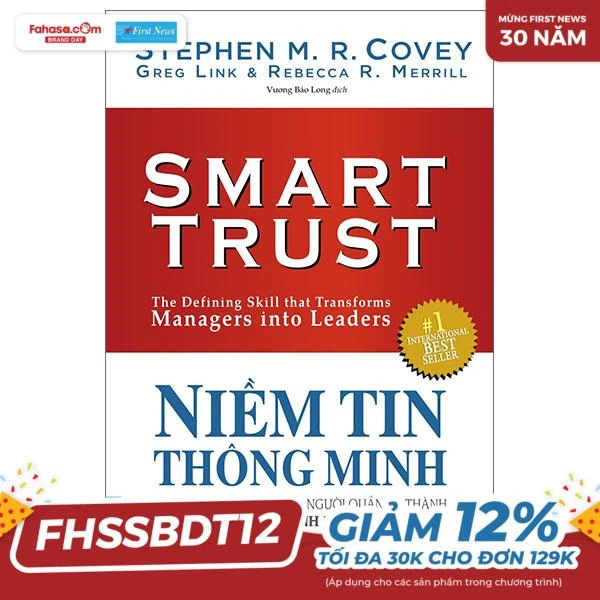 Fahasa.com
BRAND DAY
First News
MỪNG FIRST NEWS
30 NĂM
STEPHEN M. R. COVEY
GREG LINK & REBECCA R. MERRILL
Vương Bảo Long dịch
SMART
TRUST
The Defining Skill that Transforms
Managers into Leaders
#1
INTERNATIONAL
BEST
SELLER
NIỀM TIN
THÔNG MINH
NGƯỜI QUẢN THÀNH
FHSSBDT12
GIẢM 12%
TỐI ĐA 30K CHO ĐƠN 129K
(Áp dụng cho các sản phẩm trong chương trình)